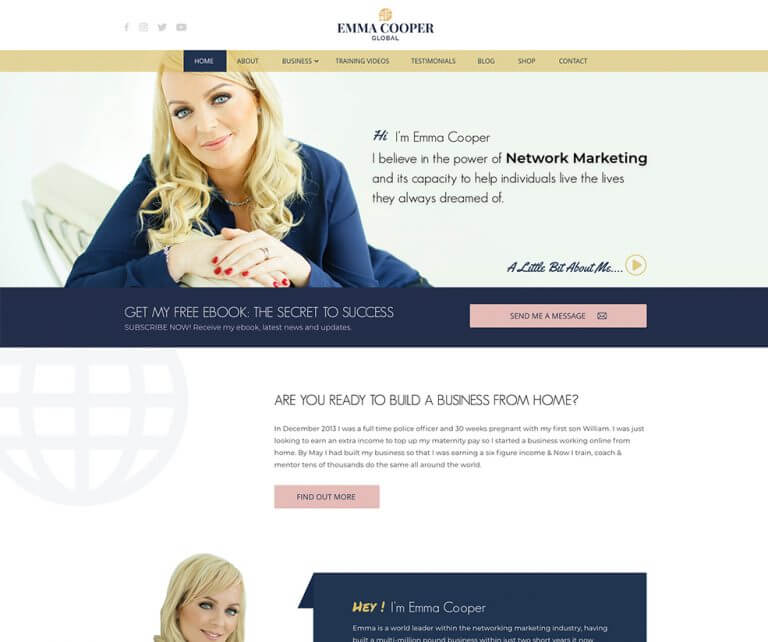 EMMA COOPER
GLOBAL
HOME ABOUT BUSINESS TRAINING VIDEOS TESTIMONIALS BLOG SHOP CONTACT
Hi I'm Emma Cooper
I believe in the power of Network Marketing
and its capacity to help individuals live the lives
they always dreamed of.
A Little Bit About Me....
GET MY FREE EBOOK: THE SECRET TO SUCCESS
SUBSCRIBE NOW! Receive my ebook, latest news and updates.
SEND ME A MESSAGE
ARE YOU READY TO BUILD A BUSINESS FROM HOME?
In December 2013 I was a full time police officer and 30 weeks pregnant with my first son William. I was just
looking to earn an extra income to top up my maternity pay so I started a business working online from
home. By May I had built my business so that I was earning a six figure income & Now I train, coach &
mentor tens of thousands do the same all around the world.
FIND OUT MORE
HEY! I'm Emma Cooper
Emma is a world leader within the networking marketing industry, having
built a multi-million pound business within just two short years it now